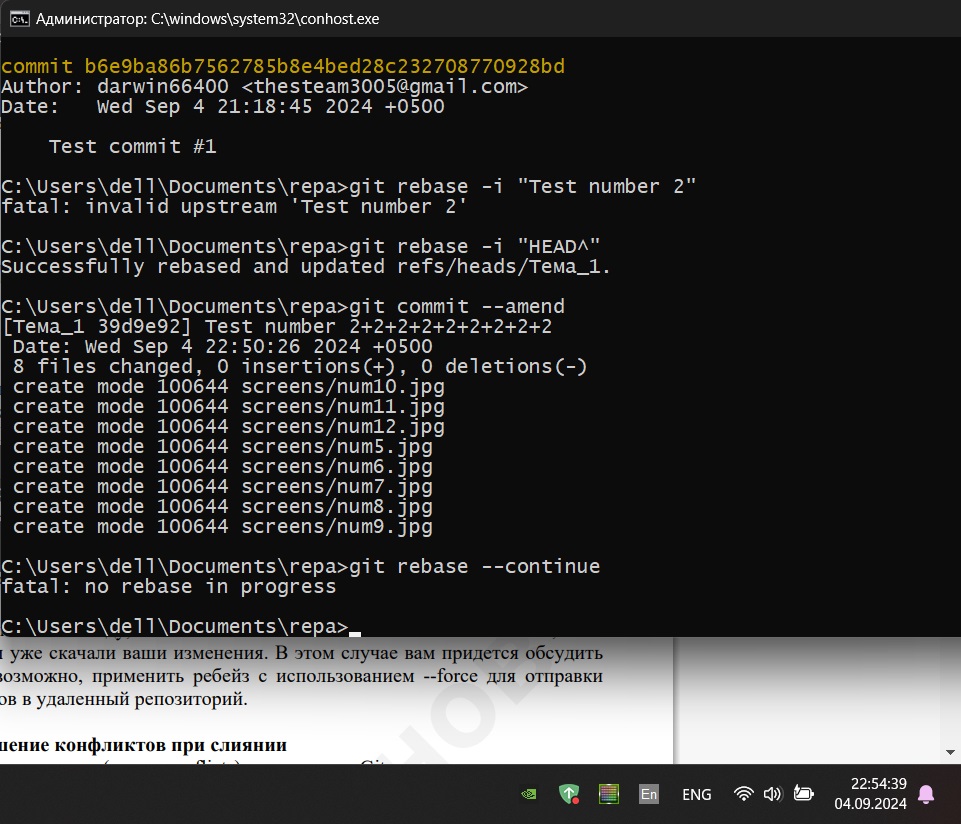 Администратор: C:\windows\system32\conhost.exe
commit b6e9ba86b7562785b8e4bed28c232708770928bd
Author: darwin66400 <thesteam3005@gmail.com>
Date:   Wed Sep 4 21:18:45 2024 +0500
Test commit #1
C:\Users\dell\Documents\repa>git rebase -i "Test number 2"
fatal: invalid upstream 'Test number 2'
C:\Users\dell\Documents\repa>git rebase -i "HEAD^"
Successfully rebased and updated refs/heads/Тема_1.
C:\Users\dell\Documents\repa>git commit --amend
[Тема_1 39d9e92] Test number 2+2+2+2+2+2+2+2+2
Date: Wed Sep 4 22:50:26 2024 +0500
8 files changed, 0 insertions(+), 0 deletions(-)
create mode 100644 screens/num10.jpg
create mode 100644 screens/num11.jpg
create mode 100644 screens/num12.jpg
create mode 100644 screens/num5.jpg
create mode 100644 screens/num6.jpg
create mode 100644 screens/num7.jpg
create mode 100644 screens/num8.jpg
create mode 100644 screens/num9.jpg
C:\Users\dell\Documents\repa>git rebase --continue
fatal: no rebase in progress
C:\Users\dell\Documents\repa>
уже скачали ваши изменения. В этом случае вам придется обсудить
возможно, применить ребейз с использованием --force для отправки
ов в удаленный репозиторий.
шение конфликтов при слиянии
En ENG 22:54:39
04.09.2024